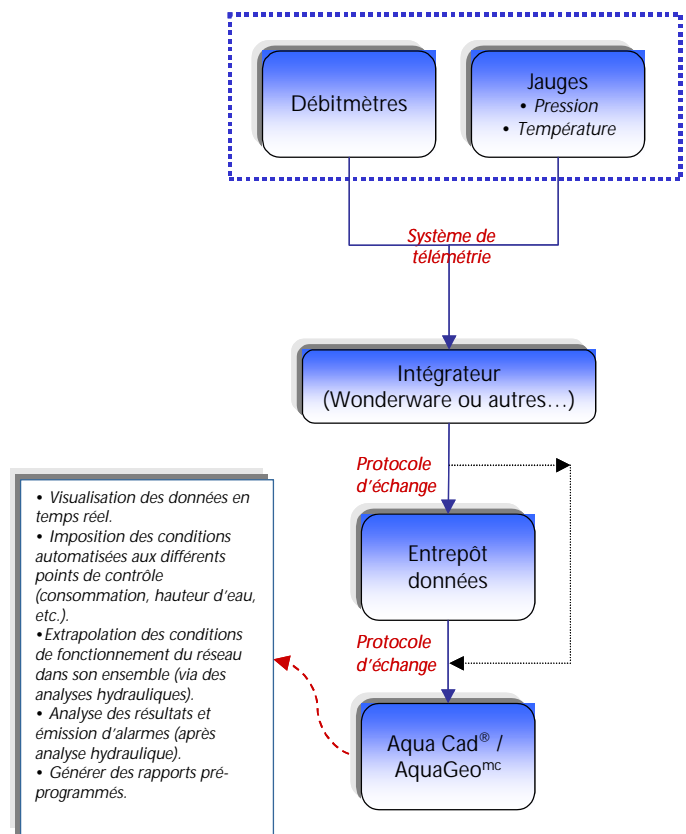 Débitmètres
Jauges
• Pression
• Température
Système de
télémétrie
Intégrateur
(Wonderware ou autres…)
Protocole
d'échange
Entrepôt
données
Protocole
d'échange
Aqua Cad® /
AquaGeoᵐᶜ
• Visualisation des données en
temps réel.
• Imposition des conditions
automatisées aux différents
points de contrôle
(consommation, hauteur d'eau,
etc.).
•Extrapolation des conditions
de fonctionnement du réseau
dans son ensemble (via des
analyses hydrauliques).
• Analyse des résultats et
émission d'alarmes (après
analyse hydraulique).
• Générer des rapports pré-
programmés.